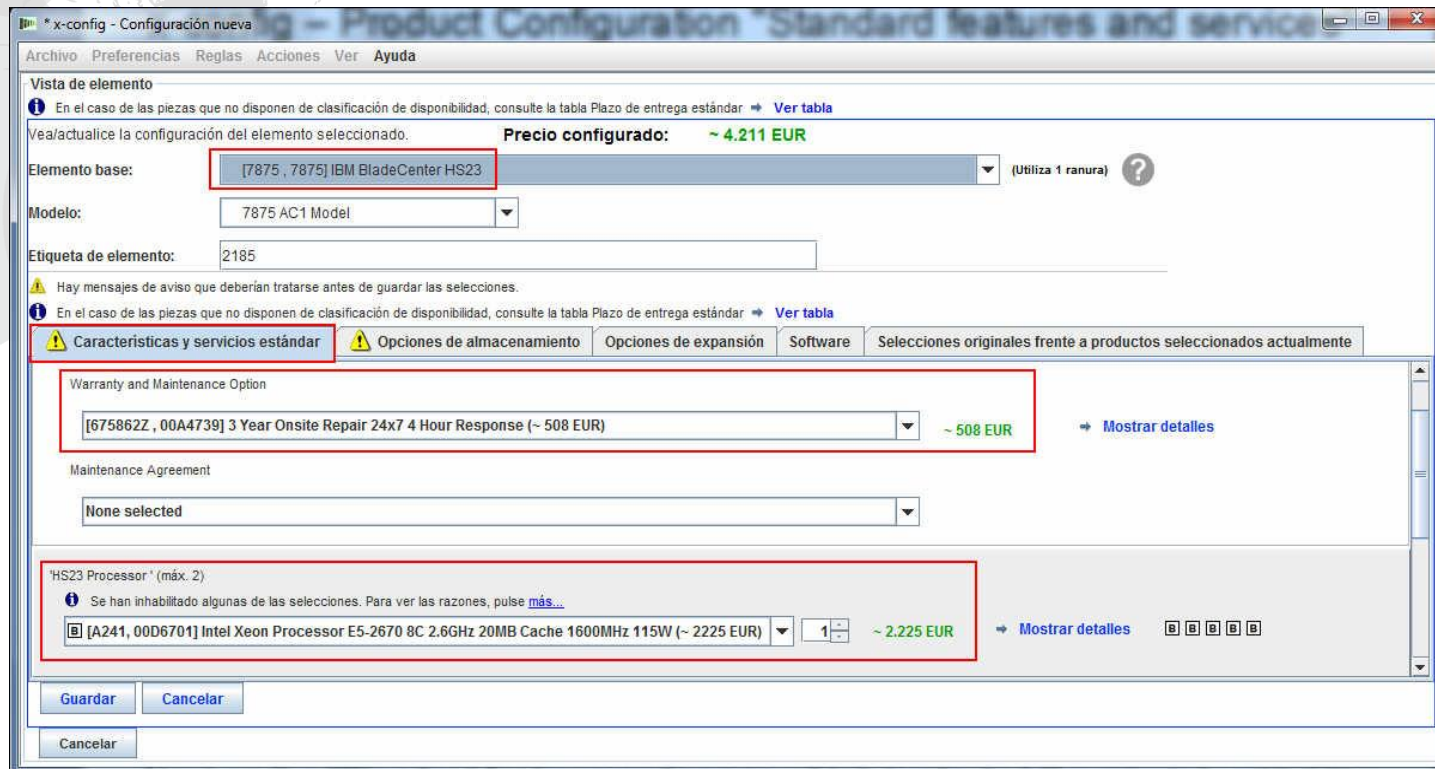 * x-config - Configuración nueva
fig – Product Configuration "Standard features and services
Archivo Preferencias Reglas Acciones Ver Ayuda
Vista de elemento
En el caso de las piezas que no disponen de clasificación de disponibilidad, consulte la tabla Plazo de entrega estándar Ver tabla
Vea/actualice la configuración del elemento seleccionado. Precio configurado: ~ 4.211 EUR
Elemento base: [7875 , 7875] IBM BladeCenter HS23 (Utiliza 1 ranura) ?
Modelo: 7875 AC1 Model
Etiqueta de elemento: 2185
Hay mensajes de aviso que deberían tratarse antes de guardar las selecciones.
En el caso de las piezas que no disponen de clasificación de disponibilidad, consulte la tabla Plazo de entrega estándar Ver tabla
Características y servicios estándar Opciones de almacenamiento Opciones de expansión Software Selecciones originales frente a productos seleccionados actualmente
Warranty and Maintenance Option
[675862Z , 00A4739] 3 Year Onsite Repair 24x7 4 Hour Response (~ 508 EUR) ~ 508 EUR Mostrar detalles
Maintenance Agreement
None selected
'HS23 Processor ' (máx. 2)
Se han inhabilitado algunas de las selecciones. Para ver las razones, pulse más...
B [A241, 00D6701] Intel Xeon Processor E5-2670 8C 2.6GHz 20MB Cache 1600MHz 115W (~ 2225 EUR) 1 ~ 2.225 EUR Mostrar detalles B B B B B
Guardar Cancelar
Cancelar